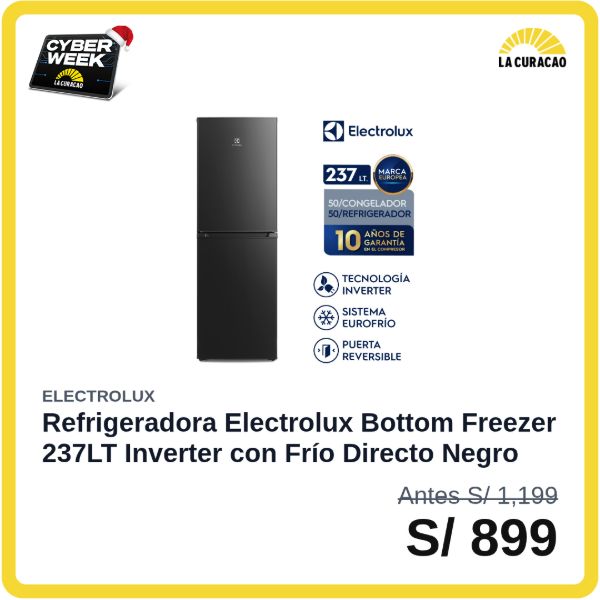 CYBER
WEEK
LA CURACAO
LA CURACAO
Electrolux
237 LT.
MARCA
EUROPEA
50/CONGELADOR
50/REFRIGERADOR
10 AÑOS DE
GARANTÍA
EN EL COMPRESOR
TECNOLOGÍA
INVERTER
SISTEMA
EUROFRÍO
PUERTA
REVERSIBLE
ELECTROLUX
Refrigeradora Electrolux Bottom Freezer
237LT Inverter con Frío Directo Negro
Antes S/ 1,199
S/ 899